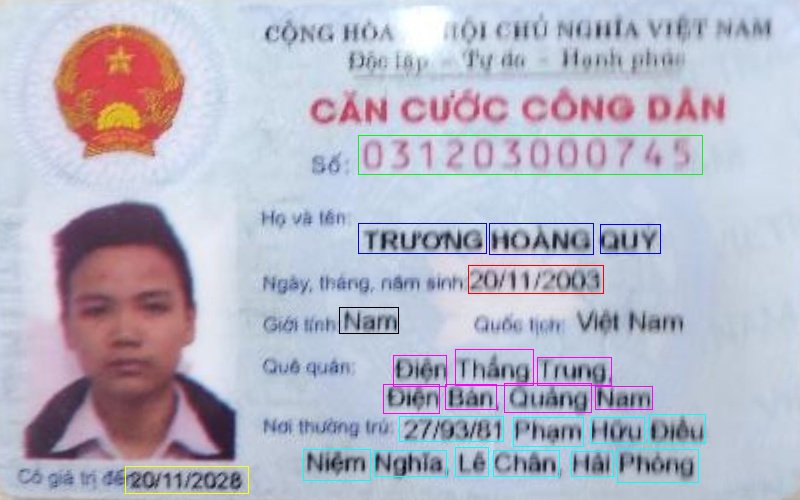 CỘNG HÒA HỘI CHỦ NGHĨA VIỆT NAM
Độc lập - Tự do - Hạnh phúc
CĂN CƯỚC CÔNG DÂN
Số: 031203000745
Họ và tên:
TRƯƠNG HOÀNG QUÝ
Ngày, tháng, năm sinh: 20/11/2003
Giới tính: Nam Quốc tịch: Việt Nam
Quê quán: Điện Thắng Trung,
Điện Bàn, Quảng Nam
Nơi thường trú: 27/93/81 Phạm Hữu Điều
Niệm Nghĩa, Lê Chân, Hải Phòng
Có giá trị đế 20/11/2028